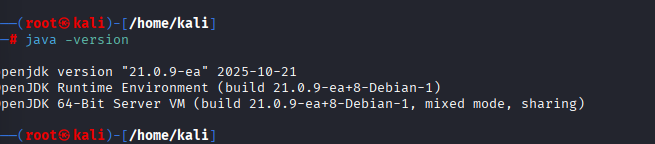 ──(root㉿kali)-[/home/kali]
─# java -version
penjdk version "21.0.9-ea" 2025-10-21
OpenJDK Runtime Environment (build 21.0.9-ea+8-Debian-1)
OpenJDK 64-Bit Server VM (build 21.0.9-ea+8-Debian-1, mixed mode, sharing)
──(root㉿kali)-[/home/kali]